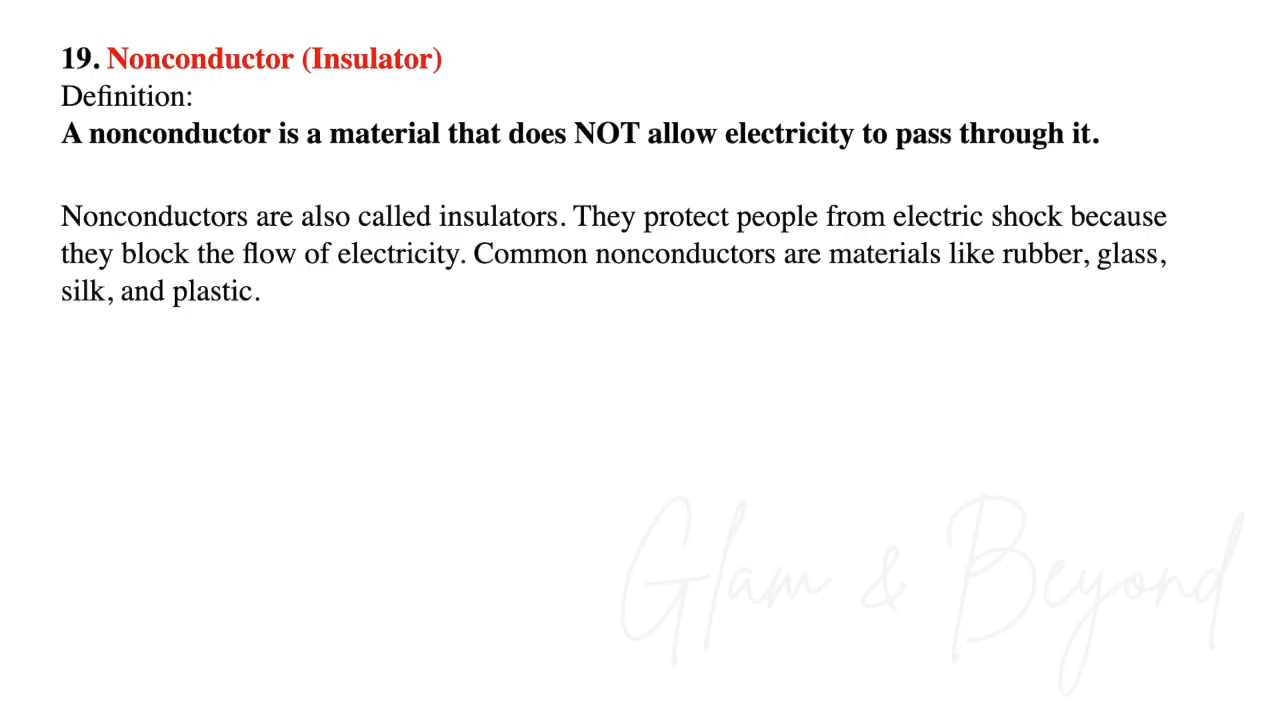 19. Nonconductor (Insulator)
Definition:
A nonconductor is a material that does NOT allow electricity to pass through it.
Nonconductors are also called insulators. They protect people from electric shock because
they block the flow of electricity. Common nonconductors are materials like rubber, glass,
silk, and plastic.
Glam & Beyond